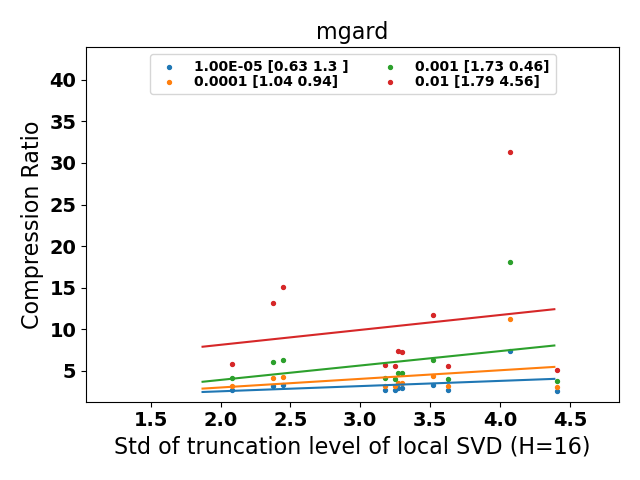 mgard
1.00E-05 [0.63 1.3 ]
0.0001 [1.04 0.94]
0.001 [1.73 0.46]
0.01 [1.79 4.56]
Compression Ratio
40
35
30
25
20
15
10
5
1.5 2.0 2.5 3.0 3.5 4.0 4.5
Std of truncation level of local SVD (H=16)